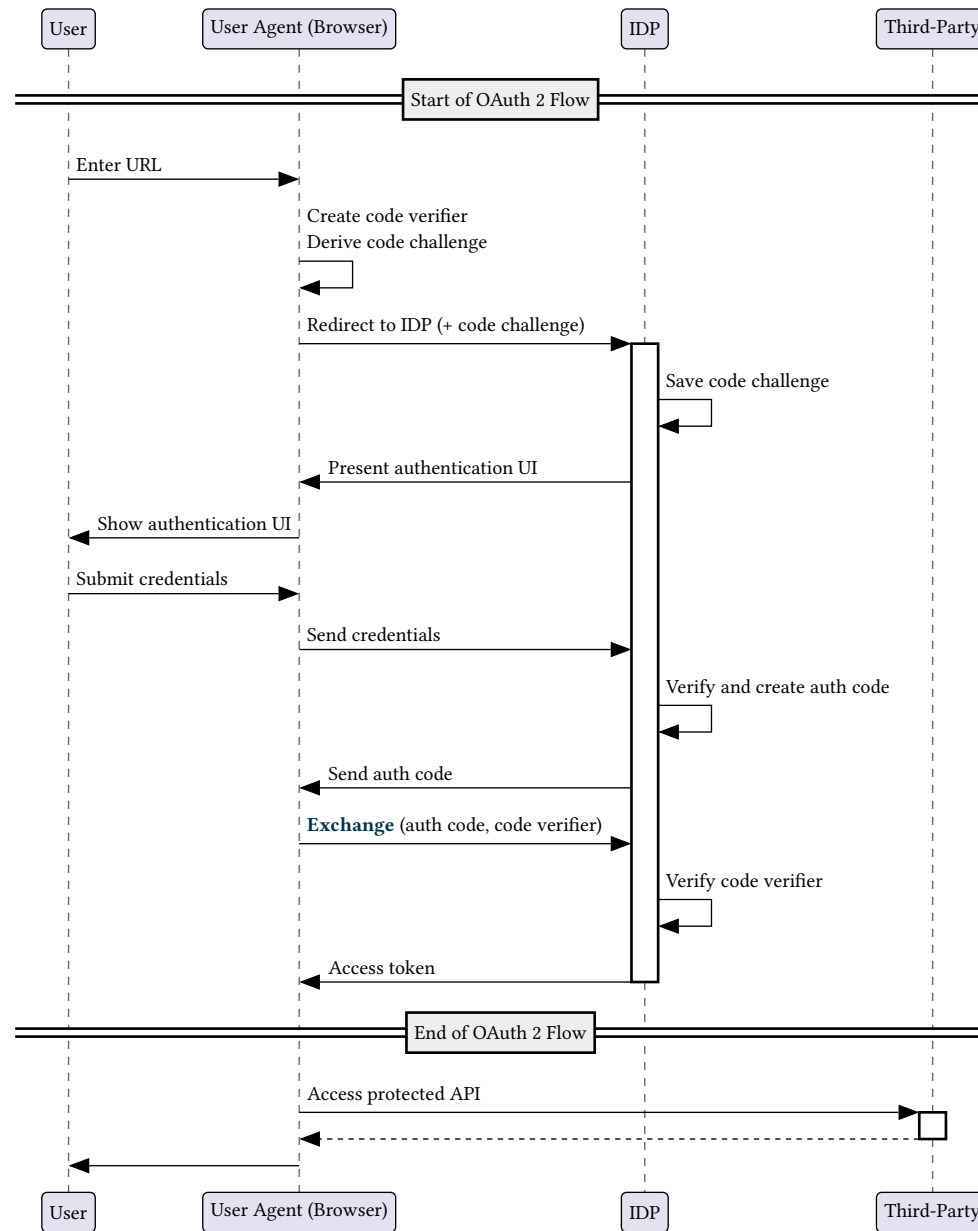 User
User Agent (Browser)
IDP
Third-Party
Start of OAuth 2 Flow
Enter URL
Create code verifier
Derive code challenge
Redirect to IDP (+ code challenge)
Save code challenge
Present authentication UI
Show authentication UI
Submit credentials
Send credentials
Verify and create auth code
Send auth code
Exchange (auth code, code verifier)
Verify code verifier
Access token
End of OAuth 2 Flow
Access protected API
User
User Agent (Browser)
IDP
Third-Party